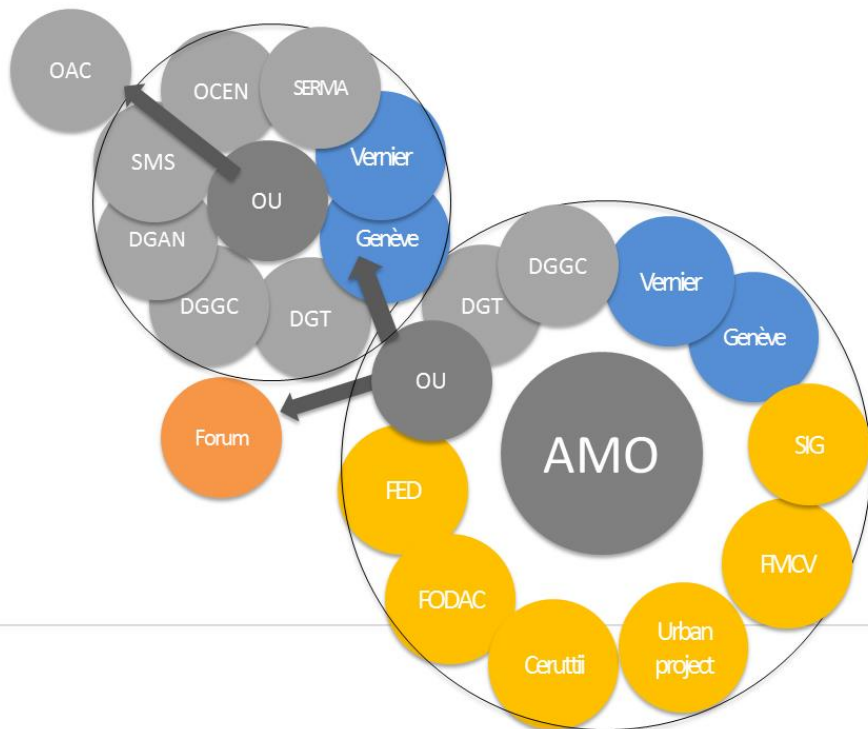 OAC
OCEN
SERMA
SMS
Vernier
OU
DGAN
Genève
DGGC
DGT
DGT
DGGC
Vernier
Genève
OU
Forum
AMO
SIG
FED
FIMCV
FODAC
Ceruttii
Urban
project